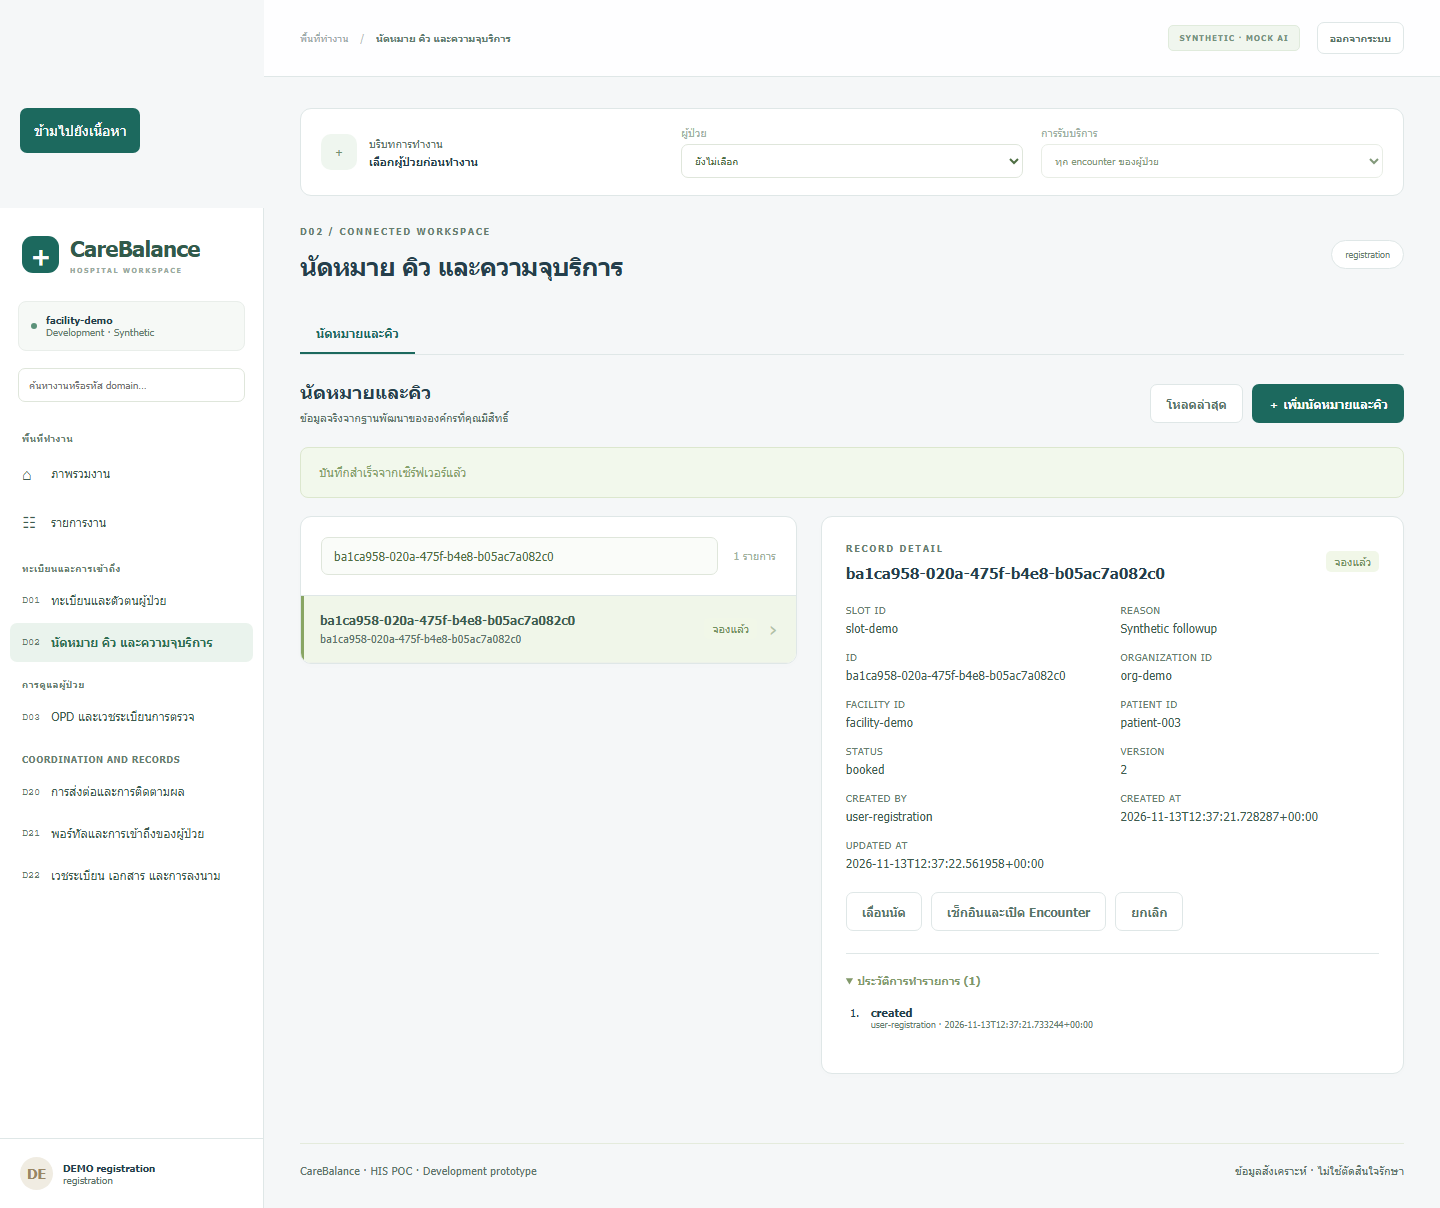 พื้นที่ทำงาน / นัดหมาย คิว และความจุบริการ
SYNTHETIC · MOCK AI
ออกจากระบบ
ข้ามไปยังเนื้อหา
+
บริบทการทำงาน
เลือกผู้ป่วยก่อนทำงาน
ผู้ป่วย
ยังไม่เลือก
การรับบริการ
ทุก encounter ของผู้ป่วย
+
CareBalance
HOSPITAL WORKSPACE
facility-demo
Development · Synthetic
ค้นหางานหรือรหัส domain...
พื้นที่ทำงาน
ภาพรวมงาน
รายการงาน
ทะเบียนและการเข้าถึง
D01 ทะเบียนและตัวตนผู้ป่วย
D02 นัดหมาย คิว และความจุบริการ
การดูแลผู้ป่วย
D03 OPD และเวชระเบียนการตรวจ
COORDINATION AND RECORDS
D20 การส่งต่อและการติดตามผล
D21 พอร์ทัลและการเข้าถึงของผู้ป่วย
D22 เวชระเบียน เอกสาร และการลงนาม
DE
DEMO registration
registration
D02 / CONNECTED WORKSPACE
นัดหมาย คิว และความจุบริการ
registration
นัดหมายและคิว
นัดหมายและคิว
ข้อมูลจริงจากฐานพัฒนาขององค์กรที่คุณมีสิทธิ์
โหลดล่าสุด
+ เพิ่มนัดหมายและคิว
บันทึกสำเร็จจากเซิร์ฟเวอร์แล้ว
ba1ca958-020a-475f-b4e8-b05ac7a082c0
1 รายการ
ba1ca958-020a-475f-b4e8-b05ac7a082c0
ba1ca958-020a-475f-b4e8-b05ac7a082c0
จองแล้ว
RECORD DETAIL
ba1ca958-020a-475f-b4e8-b05ac7a082c0
จองแล้ว
SLOT ID
slot-demo
REASON
Synthetic followup
ID
ba1ca958-020a-475f-b4e8-b05ac7a082c0
ORGANIZATION ID
org-demo
FACILITY ID
facility-demo
PATIENT ID
patient-003
STATUS
booked
VERSION
2
CREATED BY
user-registration
CREATED AT
2026-11-13T12:37:21.728287+00:00
UPDATED AT
2026-11-13T12:37:22.561958+00:00
เลื่อนนัด
เช็กอินและเปิด Encounter
ยกเลิก
▼ ประวัติการทำรายการ (1)
1. created
user-registration · 2026-11-13T12:37:21.733244+00:00
CareBalance · HIS POC · Development prototype
ข้อมูลสังเคราะห์ · ไม่ใช้ตัดสินใจรักษา